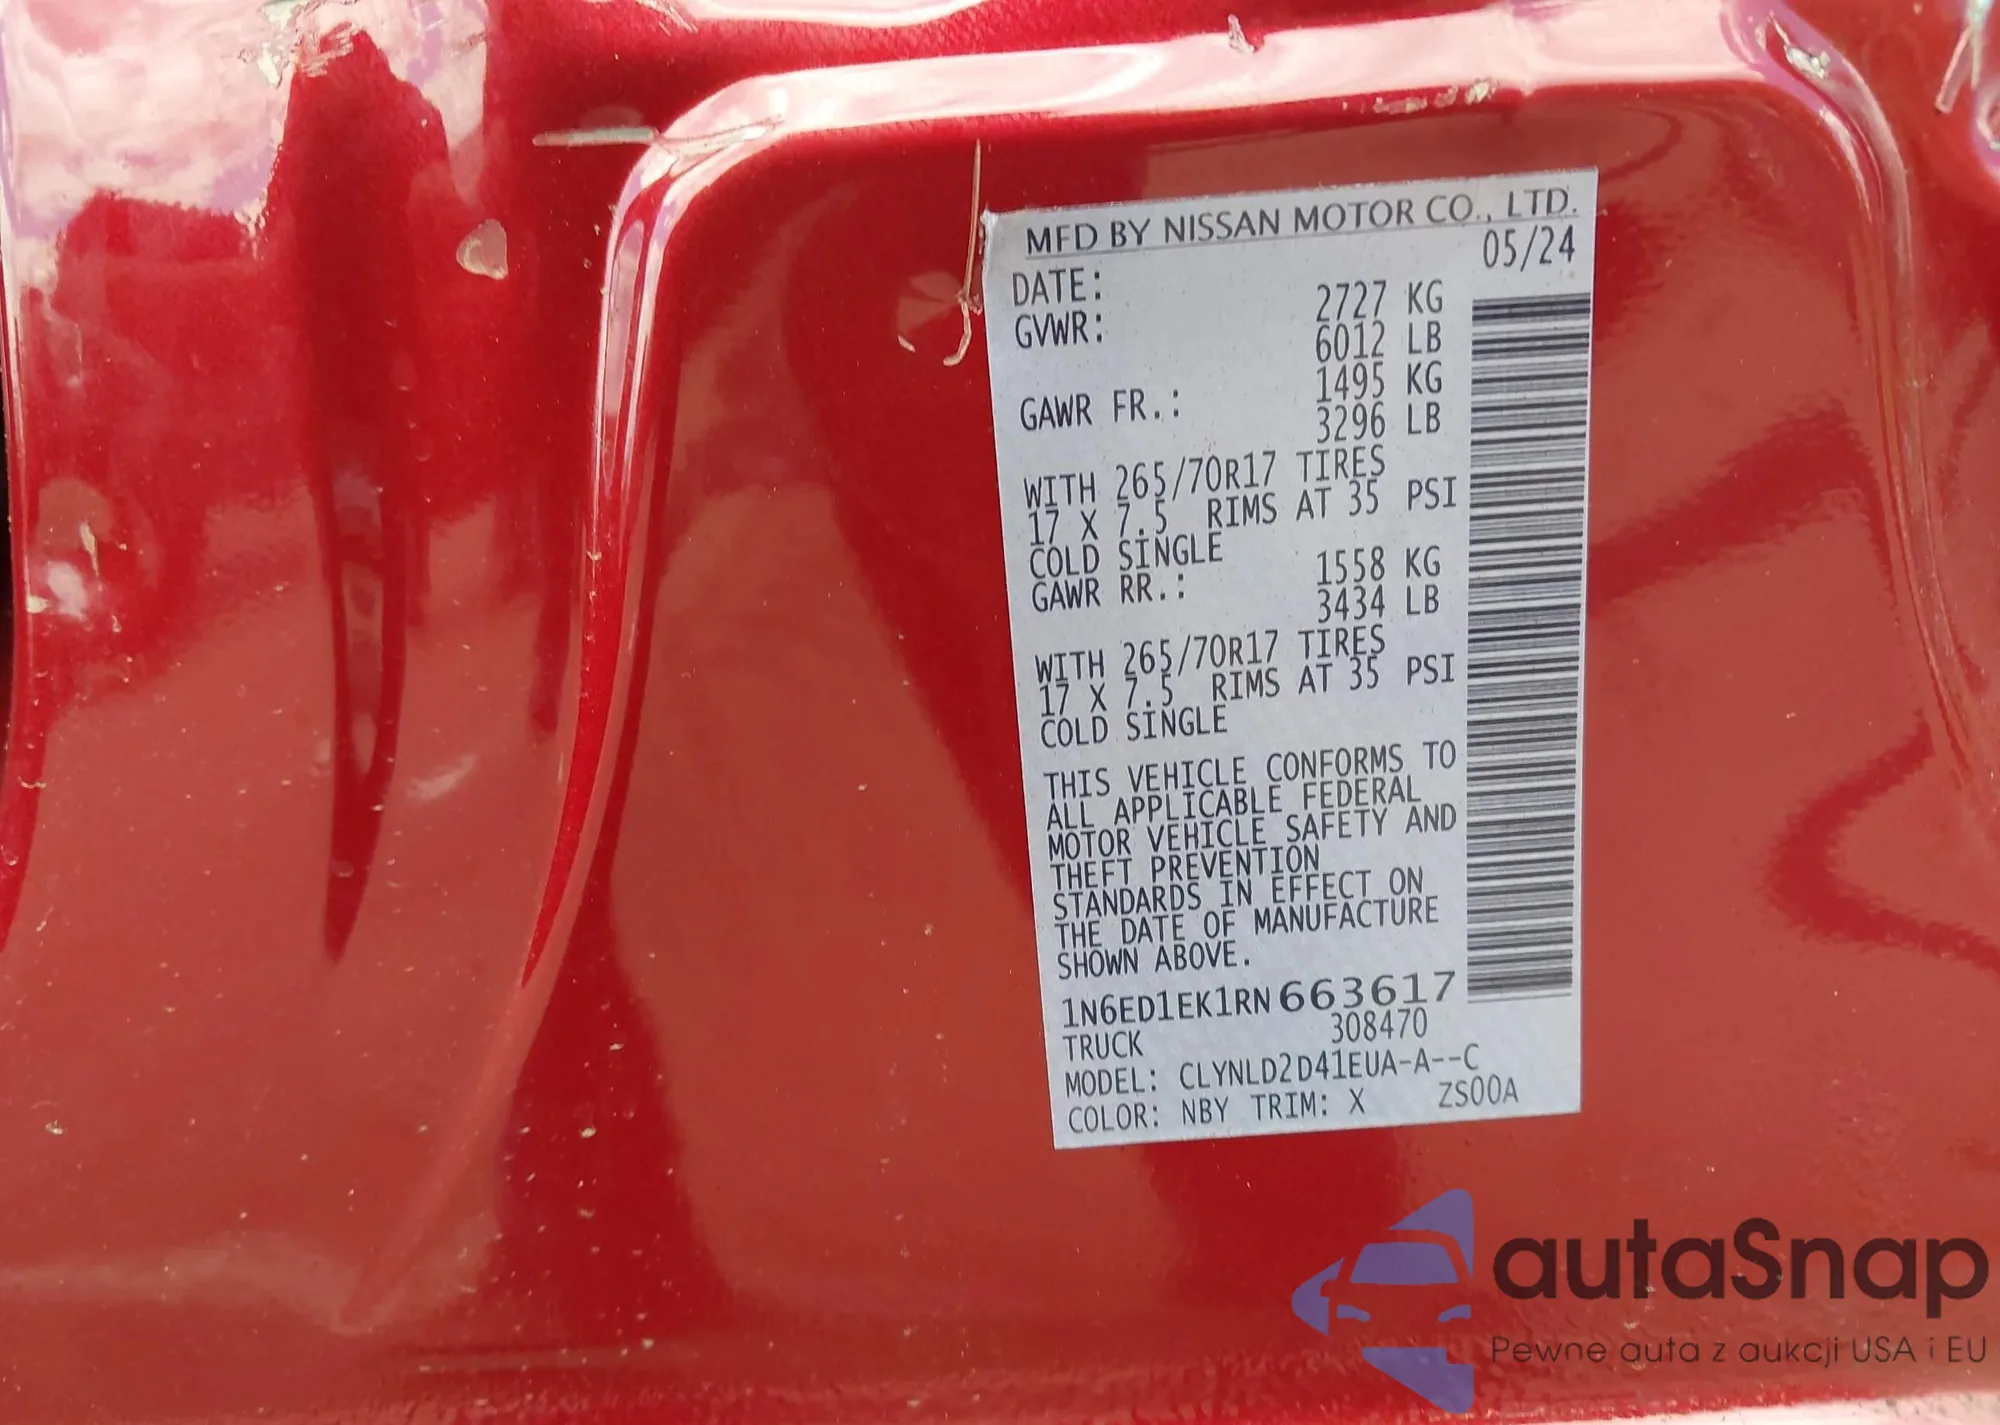 MFD BY NISSAN MOTOR CO., LTD.
DATE: 05/24
GVWR: 2727 KG
6012 LB
GAWR FR.: 1495 KG
3296 LB
WITH 265/70R17 TIRES
17 X 7.5 RIMS AT 35 PSI
COLD SINGLE
GAWR RR.: 1558 KG
3434 LB
WITH 265/70R17 TIRES
17 X 7.5 RIMS AT 35 PSI
COLD SINGLE
THIS VEHICLE CONFORMS TO
ALL APPLICABLE FEDERAL
MOTOR VEHICLE SAFETY AND
THEFT PREVENTION
STANDARDS IN EFFECT ON
THE DATE OF MANUFACTURE
SHOWN ABOVE.
1N6ED1EK1RN663617
TRUCK 308470
MODEL: CLYNLD2D41EUA-A--C
COLOR: NBY TRIM: X ZS00A
autaSnap
Pewne auta z aukcji USA i EU